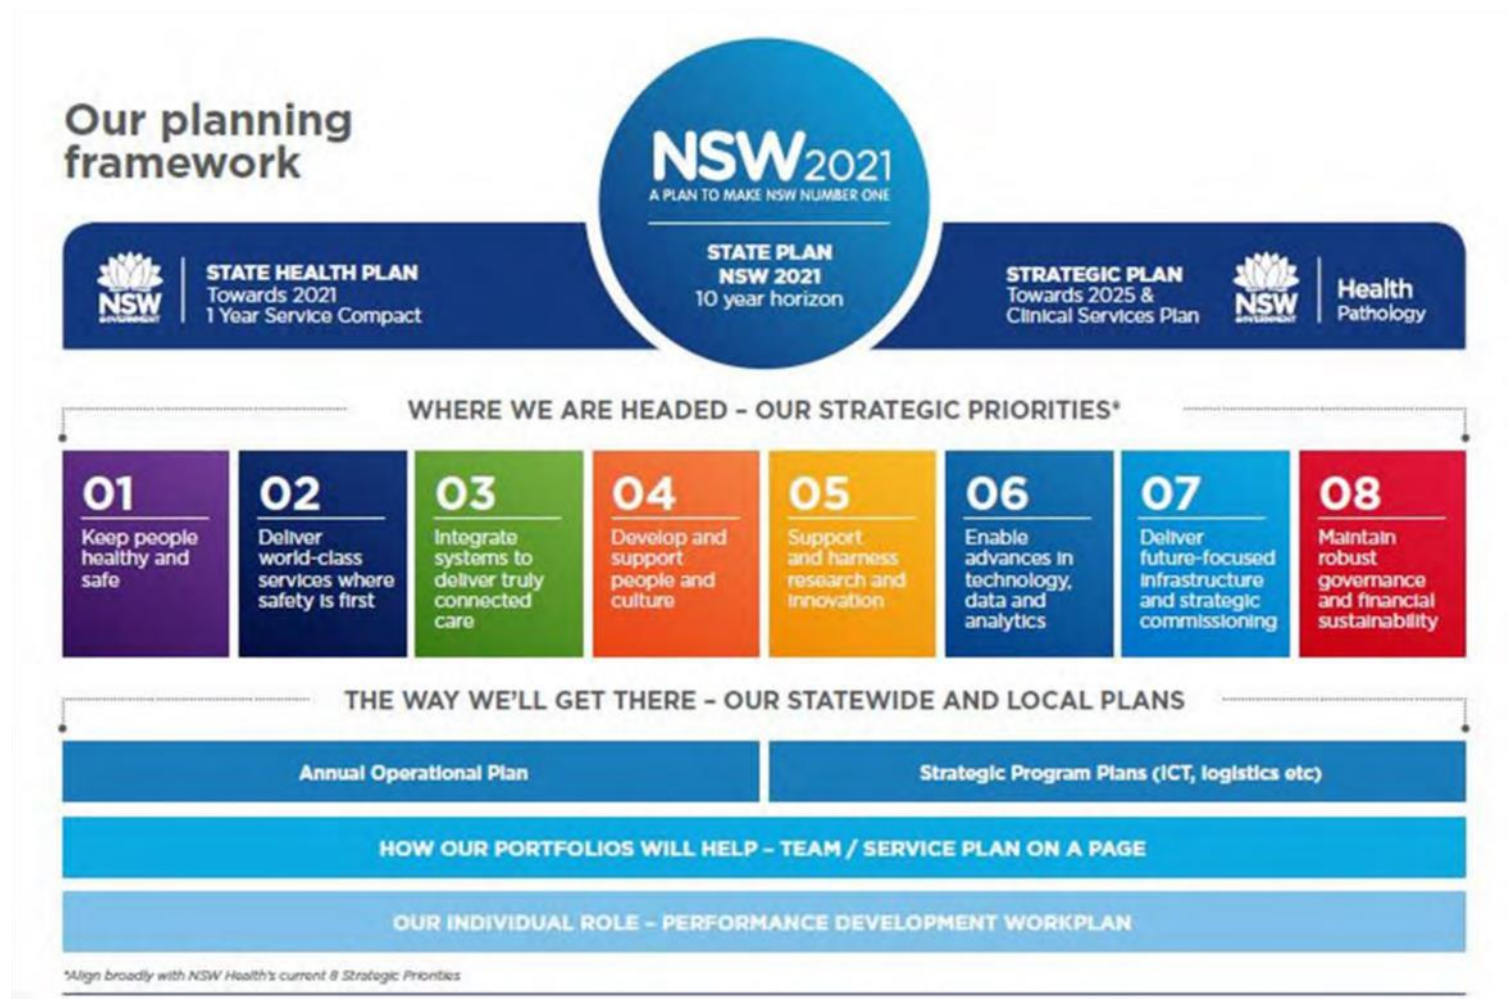 Our planning
framework
NSW 2021
A PLAN TO MAKE NSW NUMBER ONE
STATE PLAN
NSW 2021
10 year horizon
NSW
GOVERNMENT
STATE HEALTH PLAN
Towards 2021
1 Year Service Compact
STRATEGIC PLAN
Towards 2025 &
Clinical Services Plan
NSW
GOVERNMENT
Health
Pathology
WHERE WE ARE HEADED – OUR STRATEGIC PRIORITIES*
01
Keep people
healthy and
safe
02
Deliver
world-class
services where
safety is first
03
Integrate
systems to
deliver truly
connected
care
04
Develop and
support
people and
culture
05
Support
and harness
research and
innovation
06
Enable
advances in
technology,
data and
analytics
07
Deliver
future-focused
infrastructure
and strategic
commissioning
08
Maintain
robust
governance
and financial
sustainability
THE WAY WE'LL GET THERE – OUR STATEWIDE AND LOCAL PLANS
Annual Operational Plan
Strategic Program Plans (ICT, logistics etc)
HOW OUR PORTFOLIOS WILL HELP – TEAM / SERVICE PLAN ON A PAGE
OUR INDIVIDUAL ROLE – PERFORMANCE DEVELOPMENT WORKPLAN
*Align broadly with NSW Health's current 8 Strategic Priorities